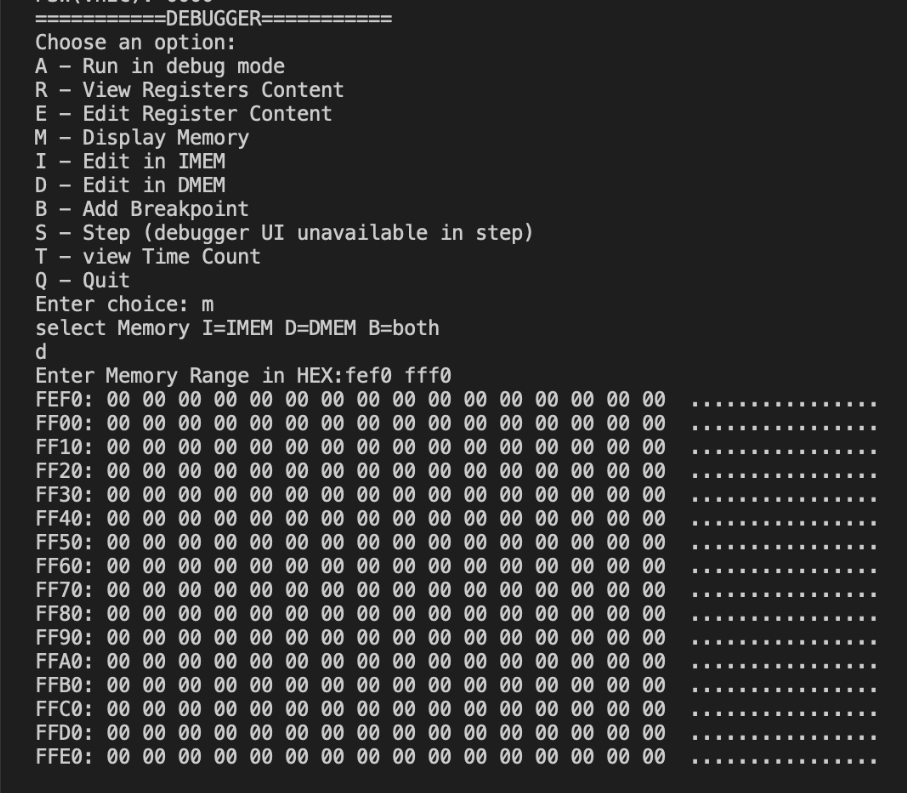 ===========DEBUGGER===========
Choose an option:
A – Run in debug mode
R – View Registers Content
E – Edit Register Content
M – Display Memory
I – Edit in IMEM
D – Edit in DMEM
B – Add Breakpoint
S – Step (debugger UI unavailable in step)
T – view Time Count
Q – Quit
Enter choice: m
select Memory I=IMEM D=DMEM B=both
d
Enter Memory Range in HEX:fef0 fff0
FEF0: 00 00 00 00 00 00 00 00 00 00 00 00 00 00 00 00  ................
FF00: 00 00 00 00 00 00 00 00 00 00 00 00 00 00 00 00  ................
FF10: 00 00 00 00 00 00 00 00 00 00 00 00 00 00 00 00  ................
FF20: 00 00 00 00 00 00 00 00 00 00 00 00 00 00 00 00  ................
FF30: 00 00 00 00 00 00 00 00 00 00 00 00 00 00 00 00  ................
FF40: 00 00 00 00 00 00 00 00 00 00 00 00 00 00 00 00  ................
FF50: 00 00 00 00 00 00 00 00 00 00 00 00 00 00 00 00  ................
FF60: 00 00 00 00 00 00 00 00 00 00 00 00 00 00 00 00  ................
FF70: 00 00 00 00 00 00 00 00 00 00 00 00 00 00 00 00  ................
FF80: 00 00 00 00 00 00 00 00 00 00 00 00 00 00 00 00  ................
FF90: 00 00 00 00 00 00 00 00 00 00 00 00 00 00 00 00  ................
FFA0: 00 00 00 00 00 00 00 00 00 00 00 00 00 00 00 00  ................
FFB0: 00 00 00 00 00 00 00 00 00 00 00 00 00 00 00 00  ................
FFC0: 00 00 00 00 00 00 00 00 00 00 00 00 00 00 00 00  ................
FFD0: 00 00 00 00 00 00 00 00 00 00 00 00 00 00 00 00  ................
FFE0: 00 00 00 00 00 00 00 00 00 00 00 00 00 00 00 00  ................